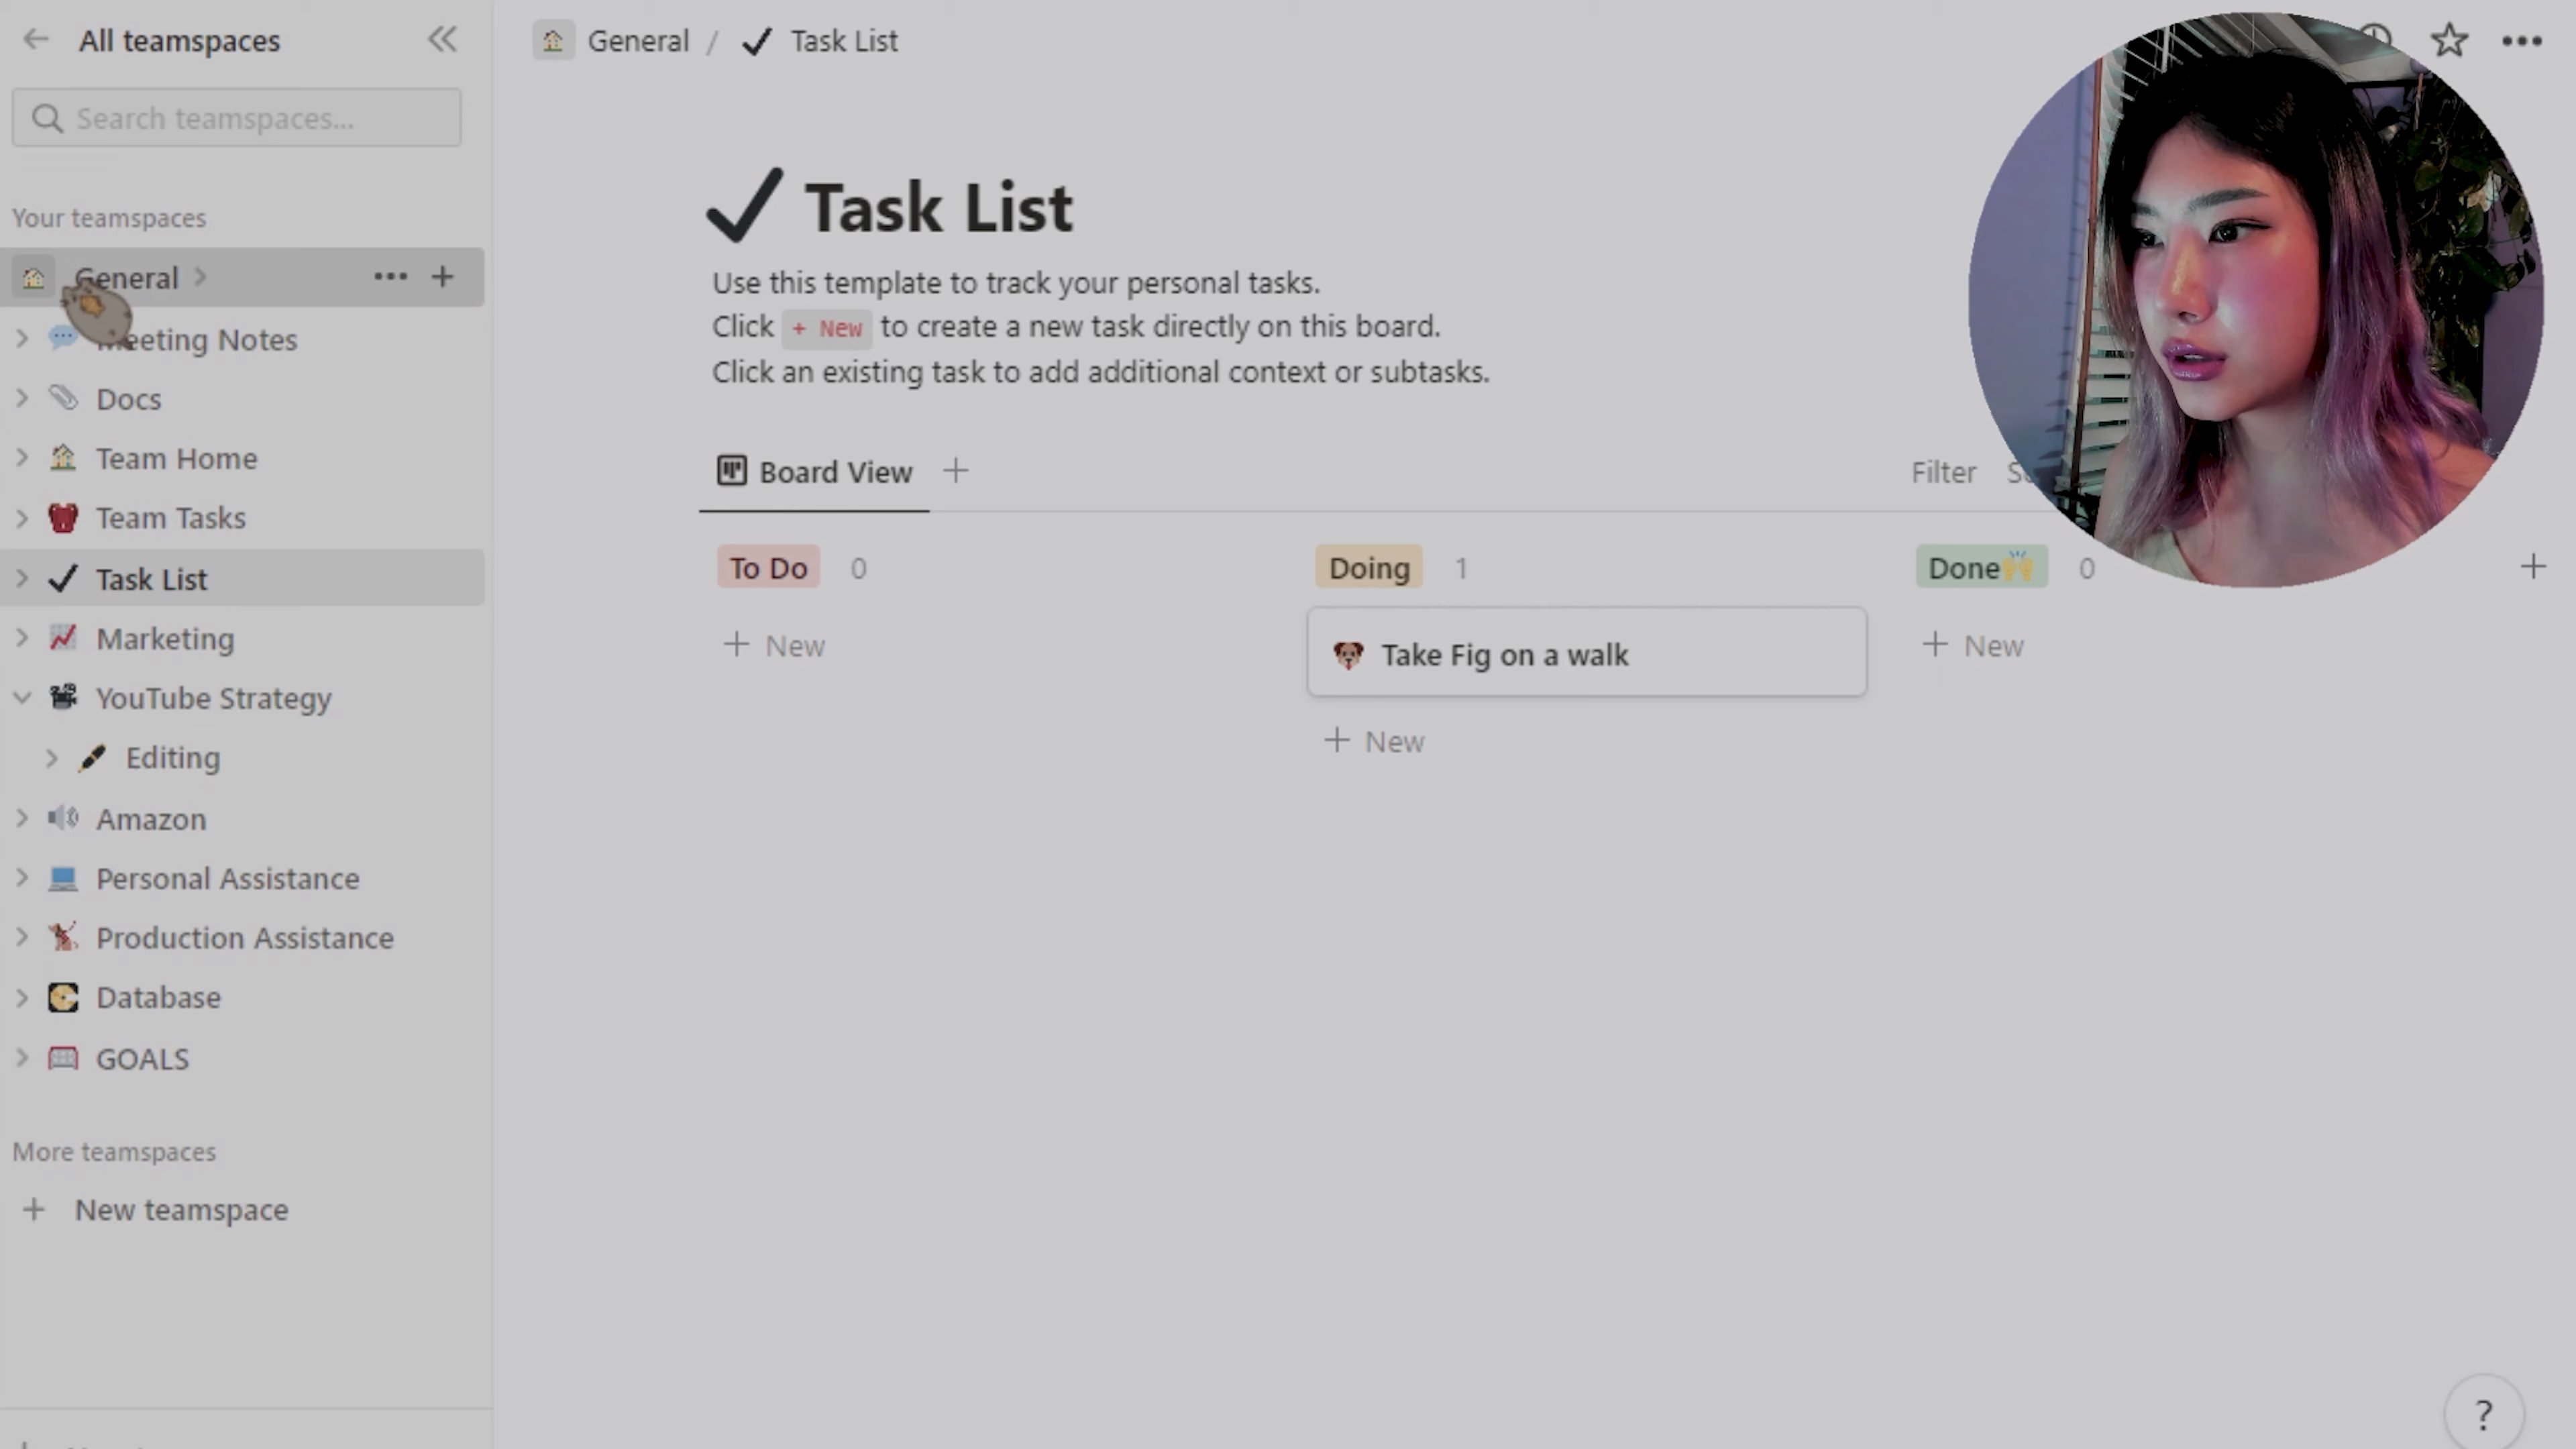 All teamspaces
Search teamspaces...
Your teamspaces
General
Meeting Notes
Docs
Team Home
Team Tasks
Task List
Marketing
YouTube Strategy
Editing
Amazon
Personal Assistance
Production Assistance
Database
GOALS
More teamspaces
New teamspace
General / Task List
Task List
Use this template to track your personal tasks.
Click + New to create a new task directly on this board.
Click an existing task to add additional context or subtasks.
Board View
Filter
To Do 0
+ New
Doing 1
Take Fig on a walk
+ New
Done🙌 0
+ New
?